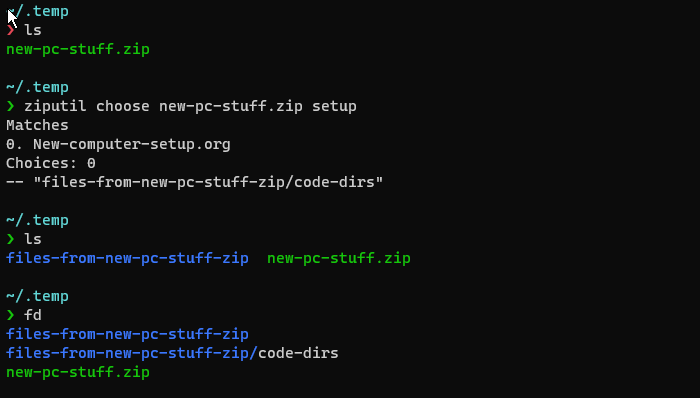 ~/.temp
❯ ls
new-pc-stuff.zip
~/.temp
❯ ziputil choose new-pc-stuff.zip setup
Matches
0. New-computer-setup.org
Choices: 0
-- "files-from-new-pc-stuff-zip/code-dirs"
~/.temp
❯ ls
files-from-new-pc-stuff-zip  new-pc-stuff.zip
~/.temp
❯ fd
files-from-new-pc-stuff-zip
files-from-new-pc-stuff-zip/code-dirs
new-pc-stuff.zip